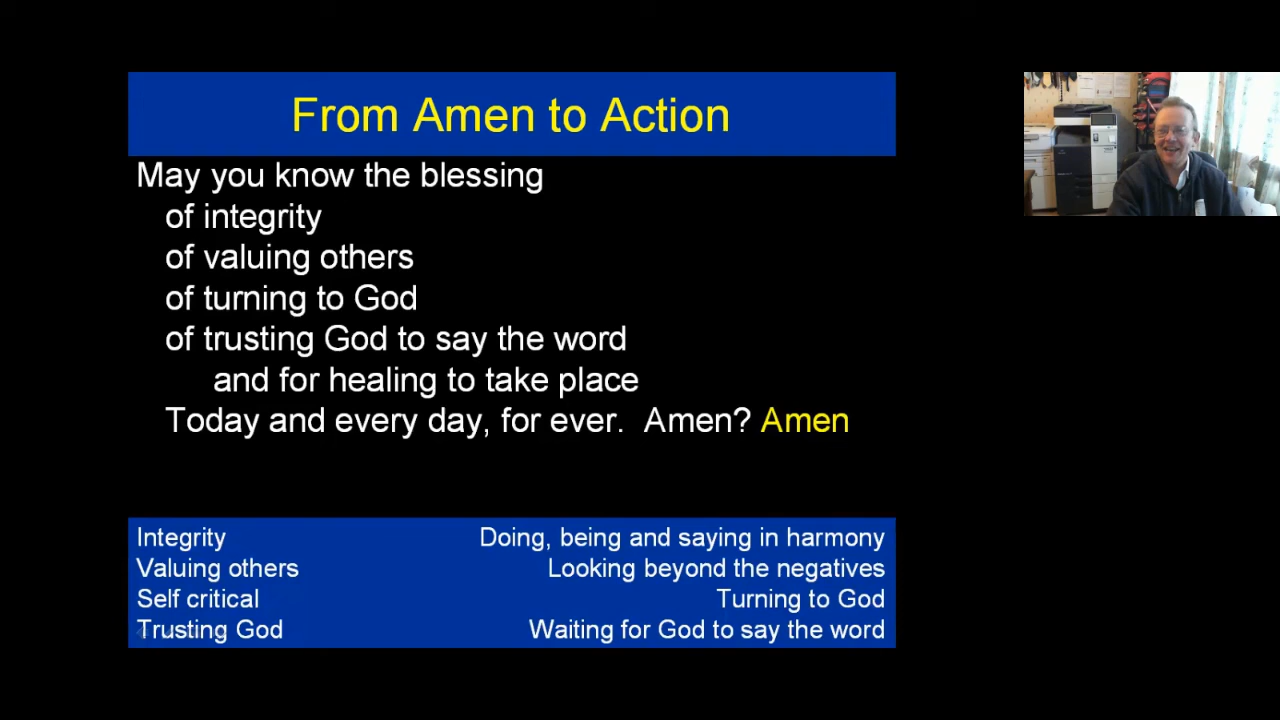 From Amen to Action
May you know the blessing
of integrity
of valuing others
of turning to God
of trusting God to say the word
and for healing to take place
Today and every day, for ever.  Amen? Amen
Integrity Doing, being and saying in harmony
Valuing others Looking beyond the negatives
Self critical Turning to God
Trusting God Waiting for God to say the word